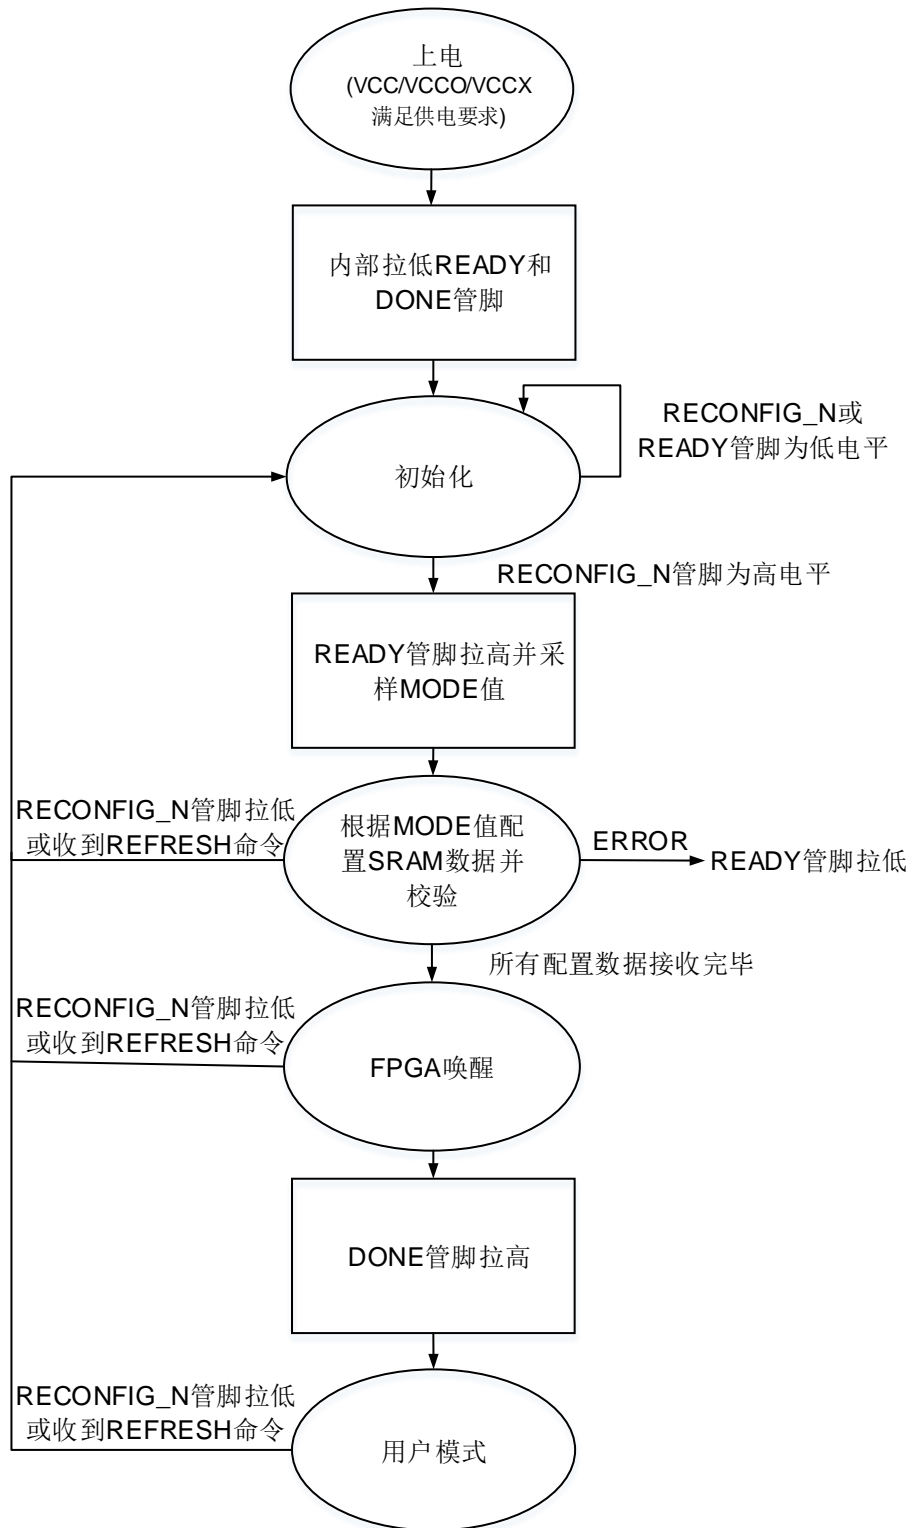 上电
(VCC/VCCO/VCCX
满足供电要求)
内部拉低READY和
DONE管脚
RECONFIG_N或
READY管脚为低电平
初始化
RECONFIG_N管脚为高电平
READY管脚拉高并采
样MODE值
RECONFIG_N管脚拉低
或收到REFRESH命令
根据MODE值配
置SRAM数据并
校验
ERROR
READY管脚拉低
所有配置数据接收完毕
RECONFIG_N管脚拉低
或收到REFRESH命令
FPGA唤醒
DONE管脚拉高
RECONFIG_N管脚拉低
或收到REFRESH命令
用户模式